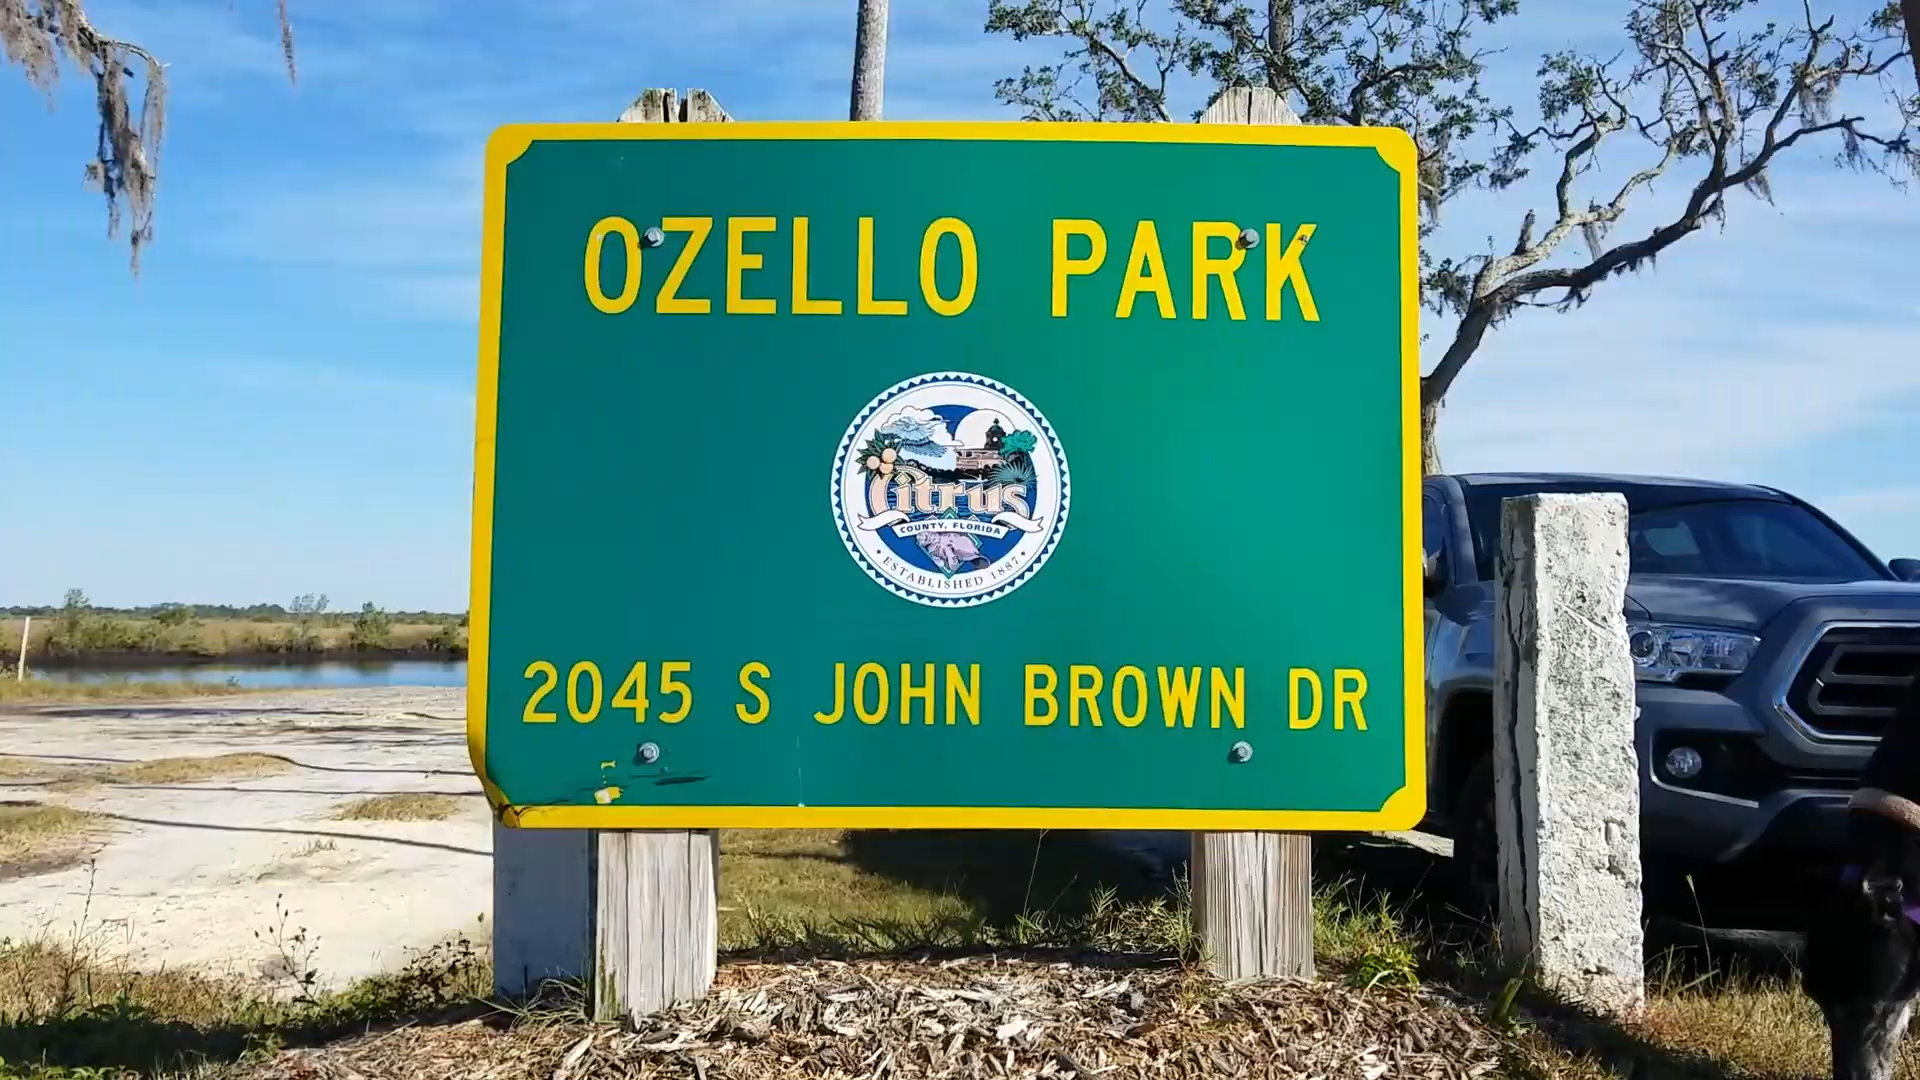 OZELLO PARK
Citrus
COUNTY, FLORIDA
• ESTABLISHED 1887 •
2045 S JOHN BROWN DR